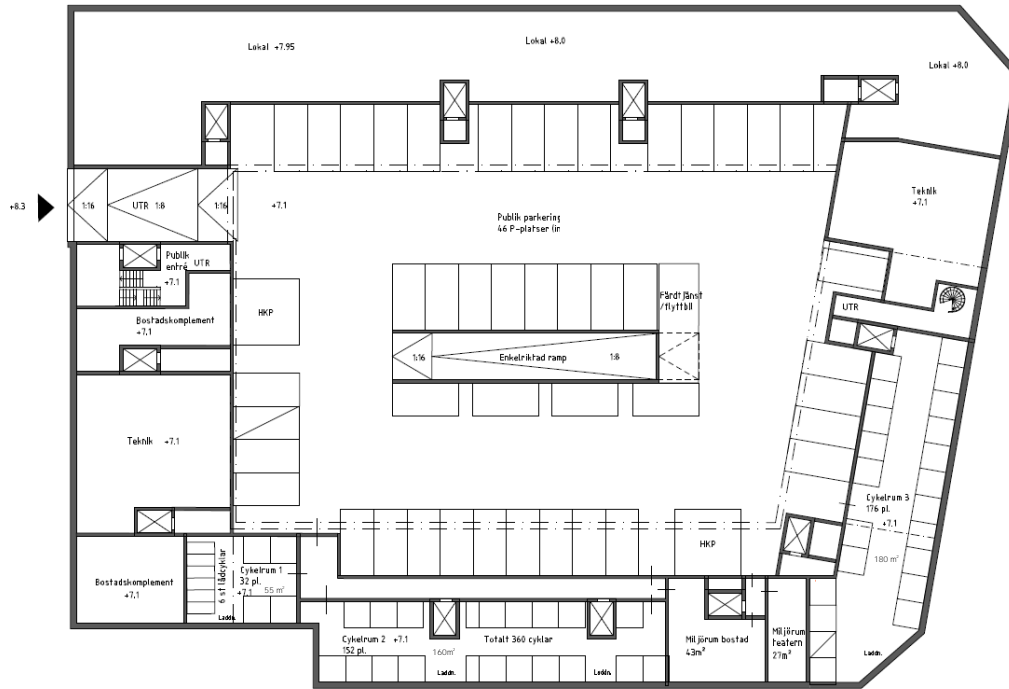 Lokal +7.95
Lokal +8.0
Lokal +8.0
Teknik
+7.1
+8.3
1:16
UTR 1:8
1:16
+7.1
Publik parkering
46 P-platser (in
Publik
entré
UTR
+7.1
HKP
Färdtjänst
/flyttbil
UTR
Bostadskomplement
+7.1
1:16
Enkelriktad ramp
1:8
Teknik +7.1
Cykelrum 3
176 pl.
+7.1
180 m²
HKP
Bostadskomplement
+7.1
6 st lådcyklar
Cykelrum 1
32 pl.
+7.1
55 m²
Laddn.
Cykelrum 2 +7.1
152 pl.
160m²
Laddn.
Totalt 360 cyklar
Laddn.
Miljörum bostad
43m²
Miljörum
teatern
27m²
Laddn.